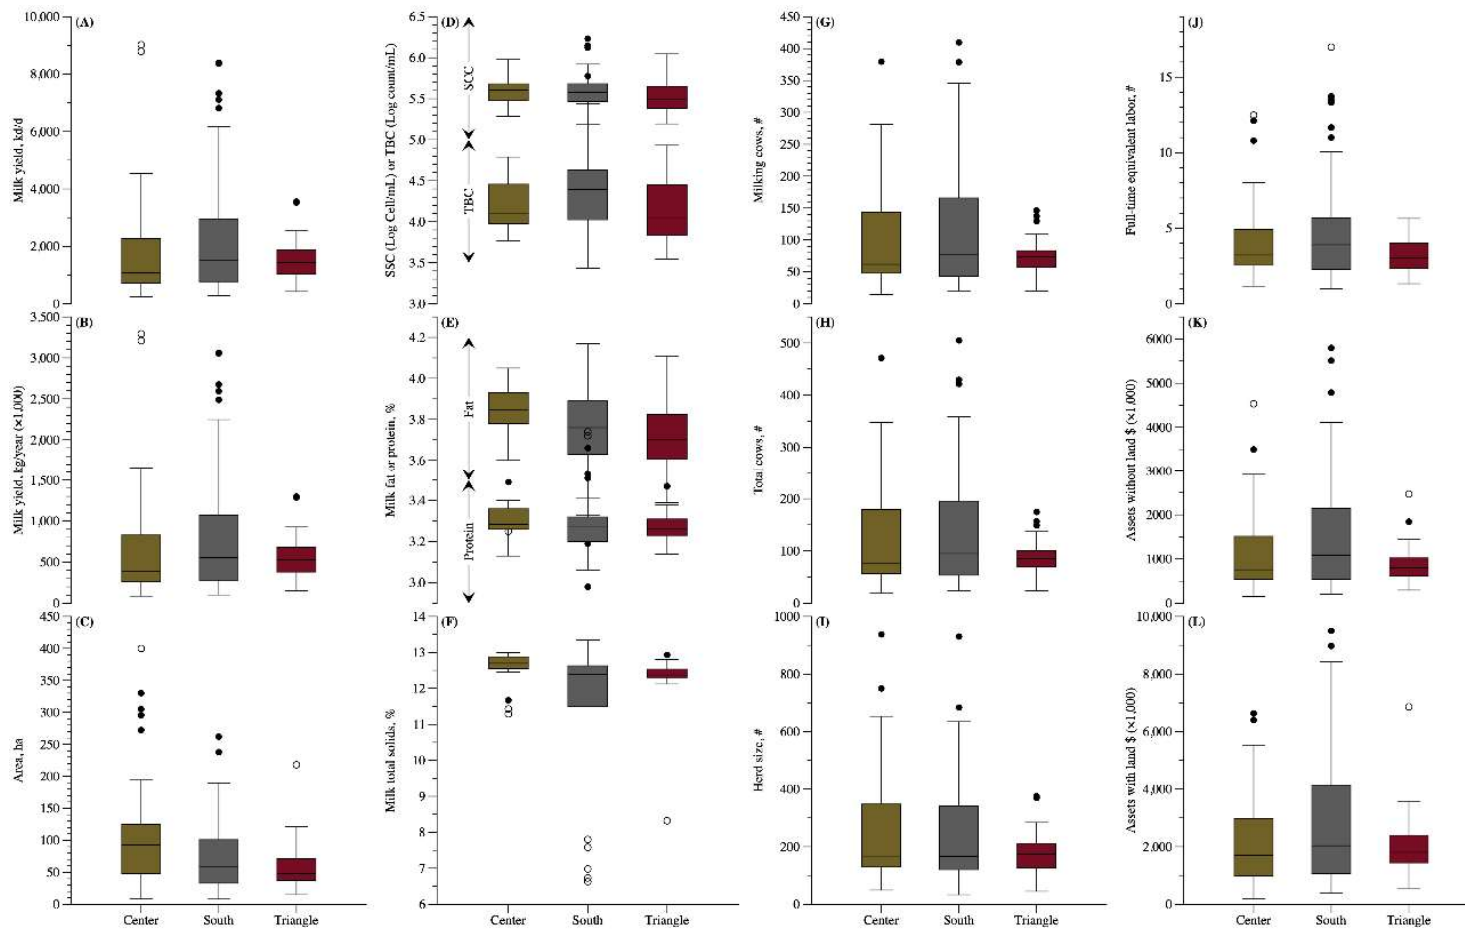 (A)
10,000
8,000
6,000
4,000
2,000
0
Milk yield, kd/d
(D)
6.5
6.0
5.5
5.0
4.5
4.0
3.5
3.0
SSC (Log Cell/mL) or TBC (Log count/mL)
SCC
TBC
(G)
450
400
350
300
250
200
150
100
50
0
Milking cows, #
(J)
15
10
5
0
Full-time equivalent labor, #
(B)
3,500
3,000
2,500
2,000
1,500
1,000
500
0
Milk yield, kg/year (×1,000)
(E)
4.2
4.0
3.8
3.6
3.4
3.2
3.0
Milk fat or protein, %
Fat
Protein
(H)
500
400
300
200
100
0
Total cows, #
(K)
6000
5000
4000
3000
2000
1000
0
Assets without land $ (×1,000)
(C)
450
400
350
300
250
200
150
100
50
0
Area, ha
Center
South
Triangle
(F)
14
13
12
11
10
9
8
7
6%
Milk total solids, %
Center
South
Triangle
(I)
1000
800
600
400
200
0
Herd size, #
Center
South
Triangle
(L)
10,000
8,000
6,000
4,000
2,000
0
Assets with land $ (×1,000)
Center
South
Triangle